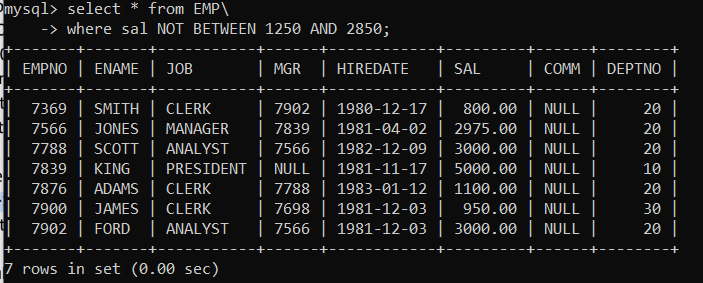 mysql> select * from EMP\
    -> where sal NOT BETWEEN 1250 AND 2850;
+-------+-------+-----------+------+------------+---------+------+--------+
| EMPNO | ENAME | JOB       | MGR  | HIREDATE   | SAL     | COMM | DEPTNO |
+-------+-------+-----------+------+------------+---------+------+--------+
|  7369 | SMITH | CLERK     | 7902 | 1980-12-17 |  800.00 | NULL |     20 |
|  7566 | JONES | MANAGER   | 7839 | 1981-04-02 | 2975.00 | NULL |     20 |
|  7788 | SCOTT | ANALYST   | 7566 | 1982-12-09 | 3000.00 | NULL |     20 |
|  7839 | KING  | PRESIDENT | NULL | 1981-11-17 | 5000.00 | NULL |     10 |
|  7876 | ADAMS | CLERK     | 7788 | 1983-01-12 | 1100.00 | NULL |     20 |
|  7900 | JAMES | CLERK     | 7698 | 1981-12-03 |  950.00 | NULL |     30 |
|  7902 | FORD  | ANALYST   | 7566 | 1981-12-03 | 3000.00 | NULL |     20 |
+-------+-------+-----------+------+------------+---------+------+--------+
7 rows in set (0.00 sec)